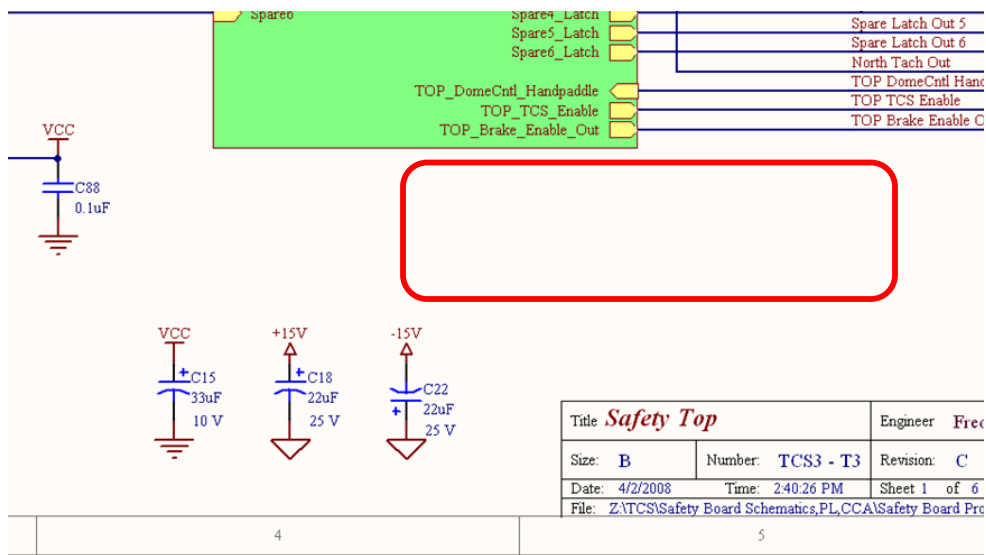 Spare6
Spare4_Latch
Spare5_Latch
Spare6_Latch
Spare Latch Out 5
Spare Latch Out 6
North Tach Out
TOP_DomeCntl_Handpaddle
TOP DomeCntl Hand
TOP_TCS_Enable
TOP TCS Enable
TOP_Brake_Enable_Out
TOP Brake Enable O
VCC
C88
0.1uF
VCC
C15
33uF
10 V
+15V
C18
22uF
25 V
-15V
C22
22uF
25 V
Title Safety Top
Engineer Fred
Size: B
Number: TCS3 - T3
Revision: C
Date: 4/2/2008
Time: 2:40:26 PM
Sheet 1 of 6
File: Z:\TCS\Safety Board Schematics,PL,CCA\Safety Board Pro
4
5